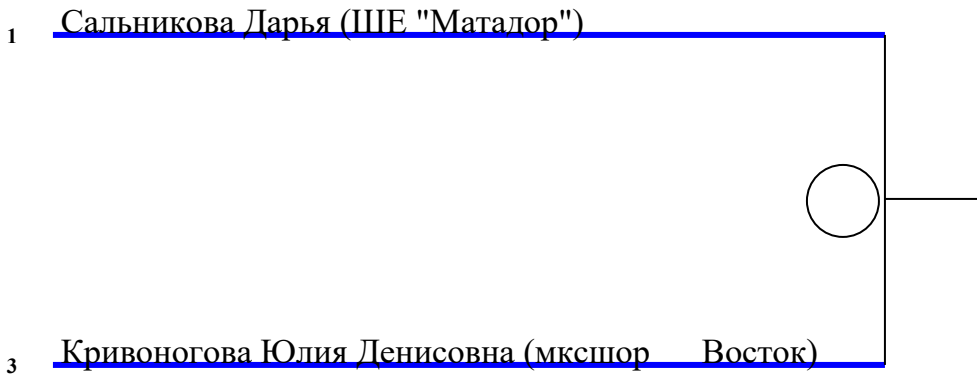 1 Сальникова Дарья (ШЕ "Матадор")
3 Кривоногова Юлия Денисовна (мксшор Восток)